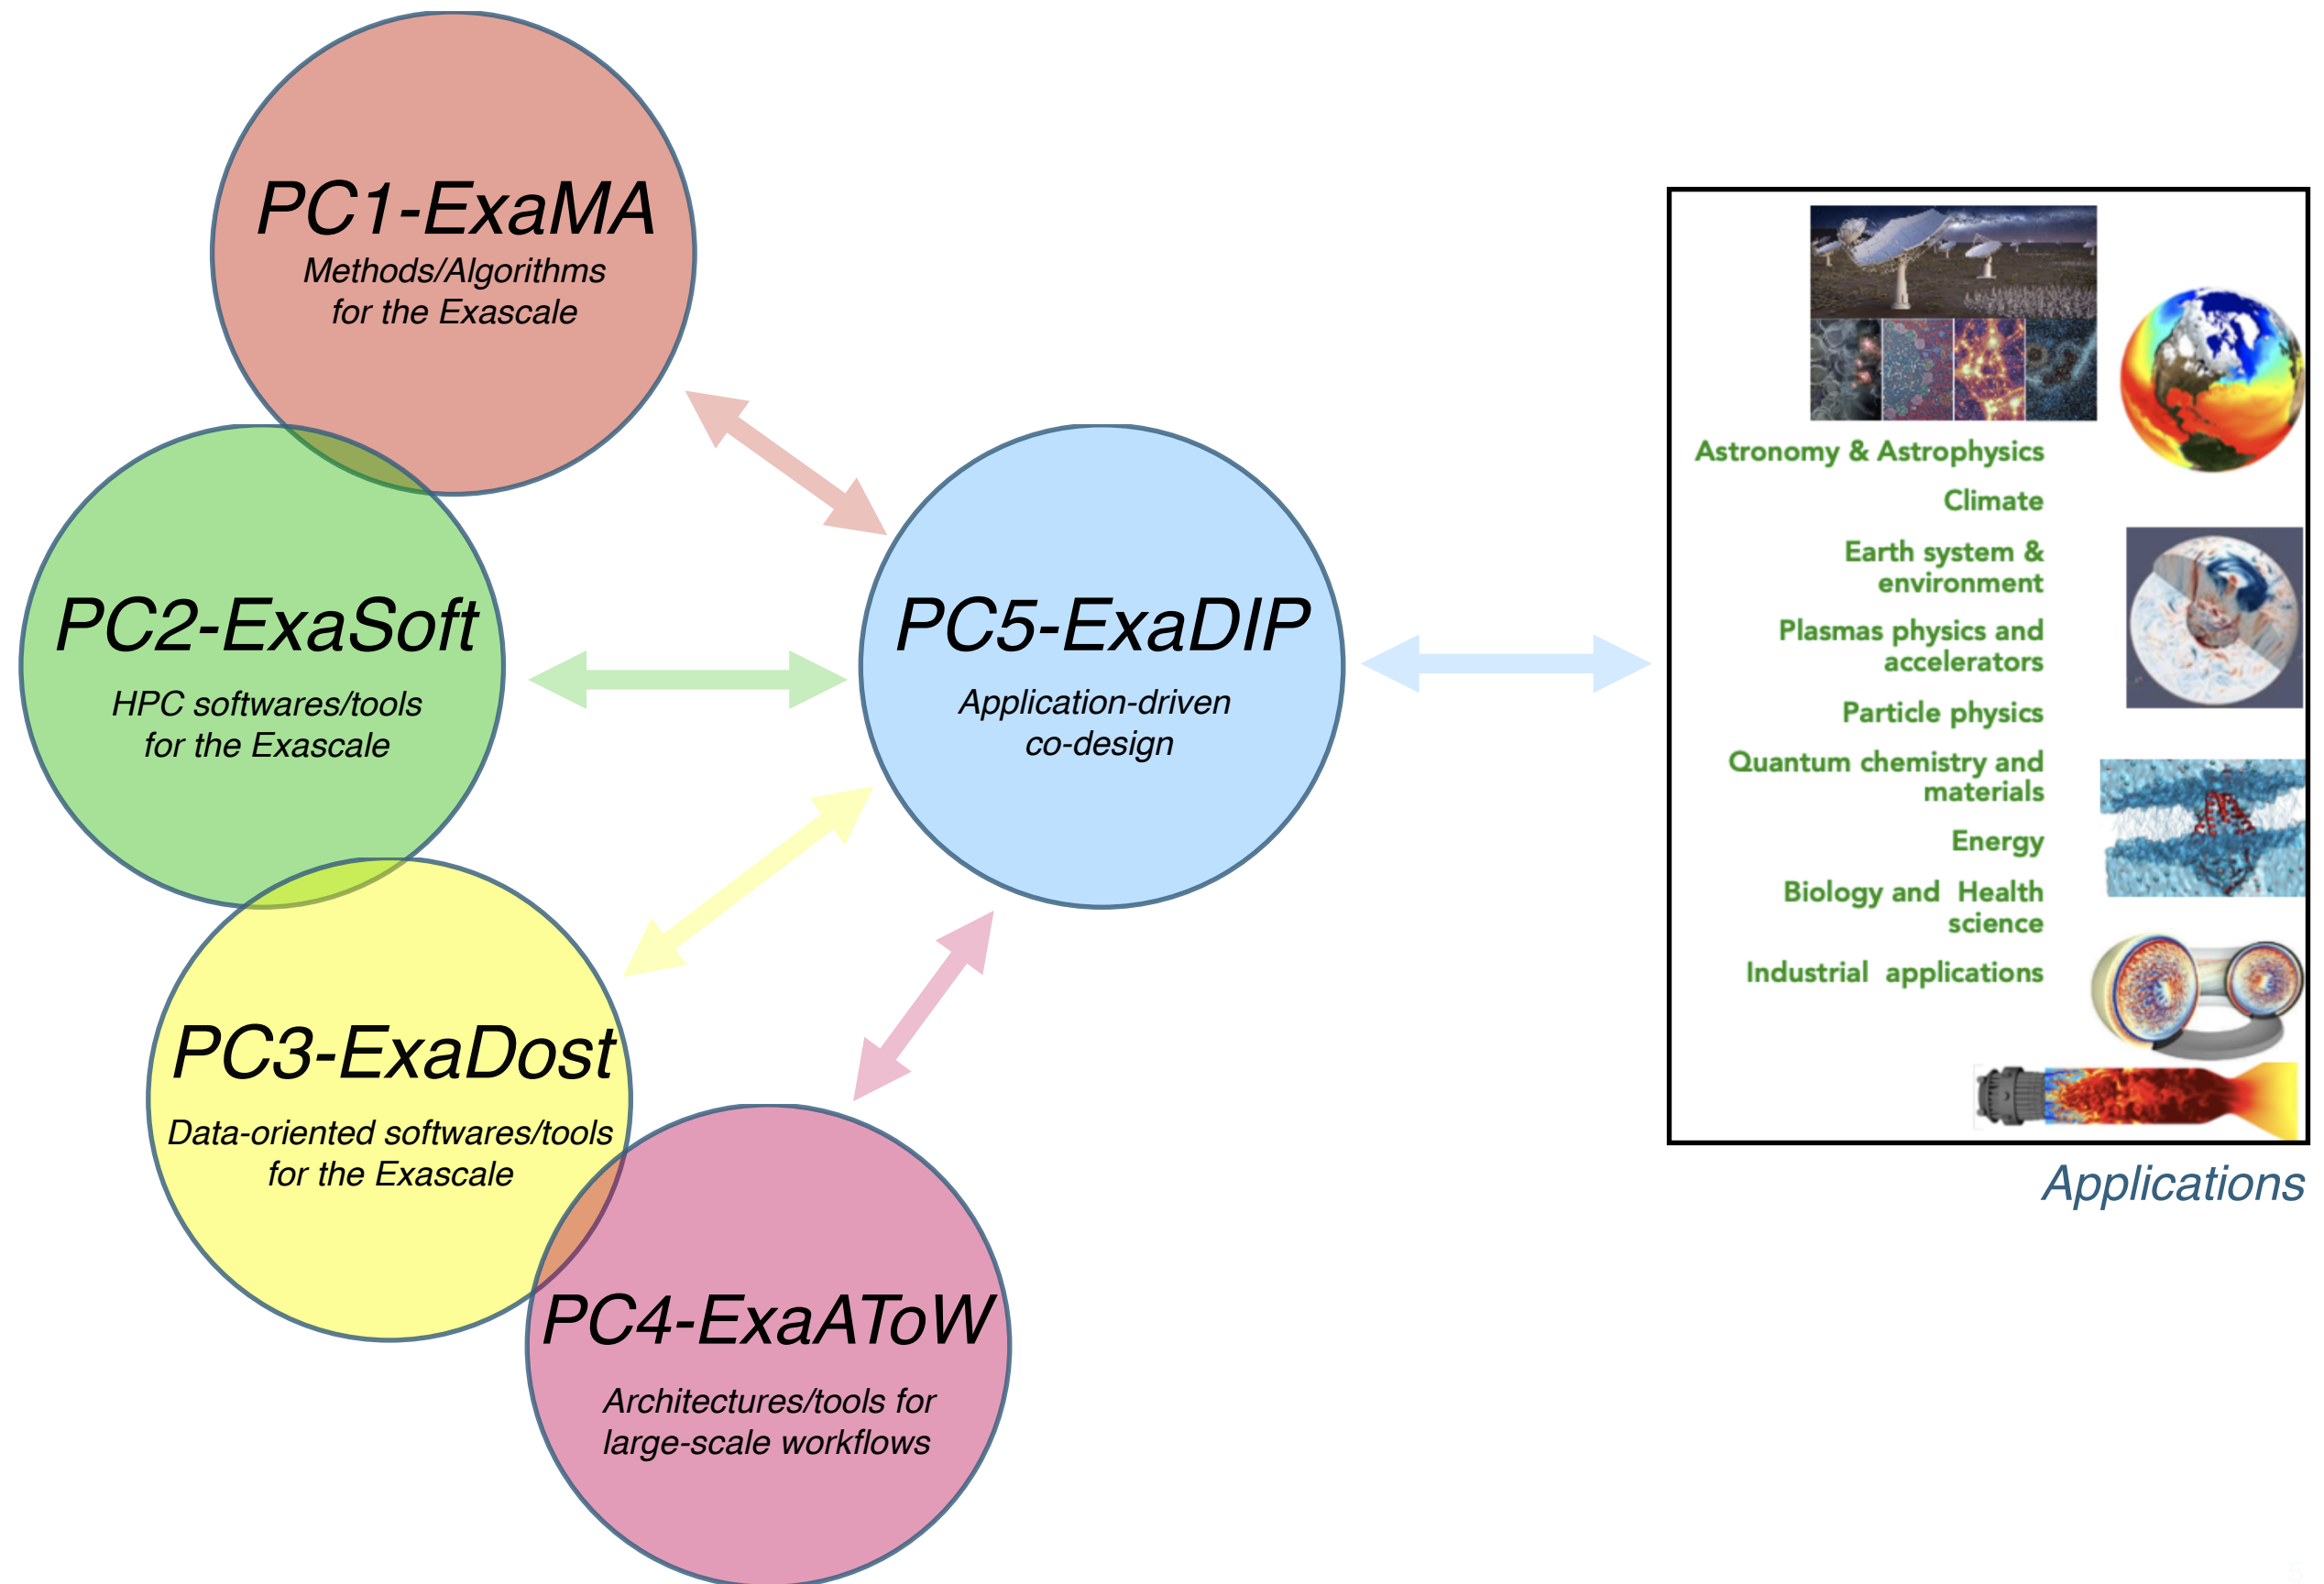 PC1-ExaMA
Methods/Algorithms
for the Exascale
PC2-ExaSoft
HPC softwares/tools
for the Exascale
PC3-ExaDost
Data-oriented softwares/tools
for the Exascale
PC4-ExaAToW
Architectures/tools for
large-scale workflows
PC5-ExaDIP
Application-driven
co-design
Astronomy & Astrophysics
Climate
Earth system &
environment
Plasmas physics and
accelerators
Particle physics
Quantum chemistry and
materials
Energy
Biology and Health
science
Industrial applications
Applications